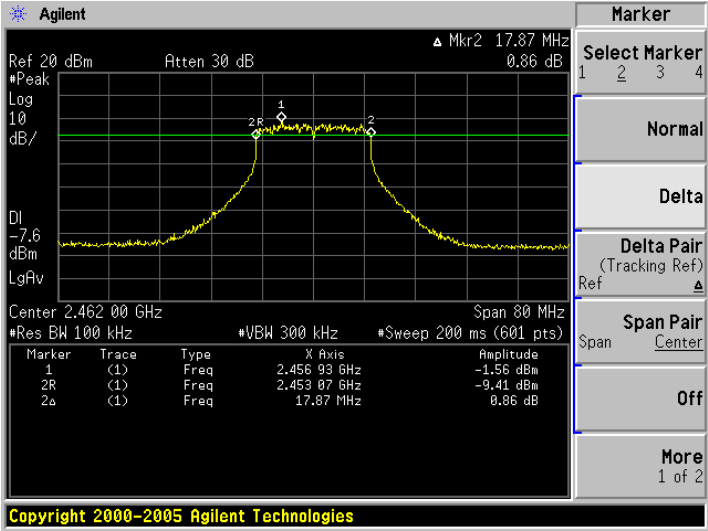 Agilent
Marker
Δ Mkr2 17.87 MHz
Ref 20 dBm Atten 30 dB 0.86 dB
#Peak
Log
10
dB/
1
2R
2
DI
-7.6
dBm
LgAv
Center 2.462 00 GHz Span 80 MHz
#Res BW 100 kHz #VBW 300 kHz #Sweep 200 ms (601 pts)
Marker Trace Type X Axis Amplitude
1 (1) Freq 2.456 93 GHz -1.56 dBm
2R (1) Freq 2.453 07 GHz -9.41 dBm
2Δ (1) Freq 17.87 MHz 0.86 dB
Select Marker
1 2 3 4
Normal
Delta
Delta Pair
(Tracking Ref)
Ref Δ
Span Pair
Span Center
Off
More
1 of 2
Copyright 2000-2005 Agilent Technologies